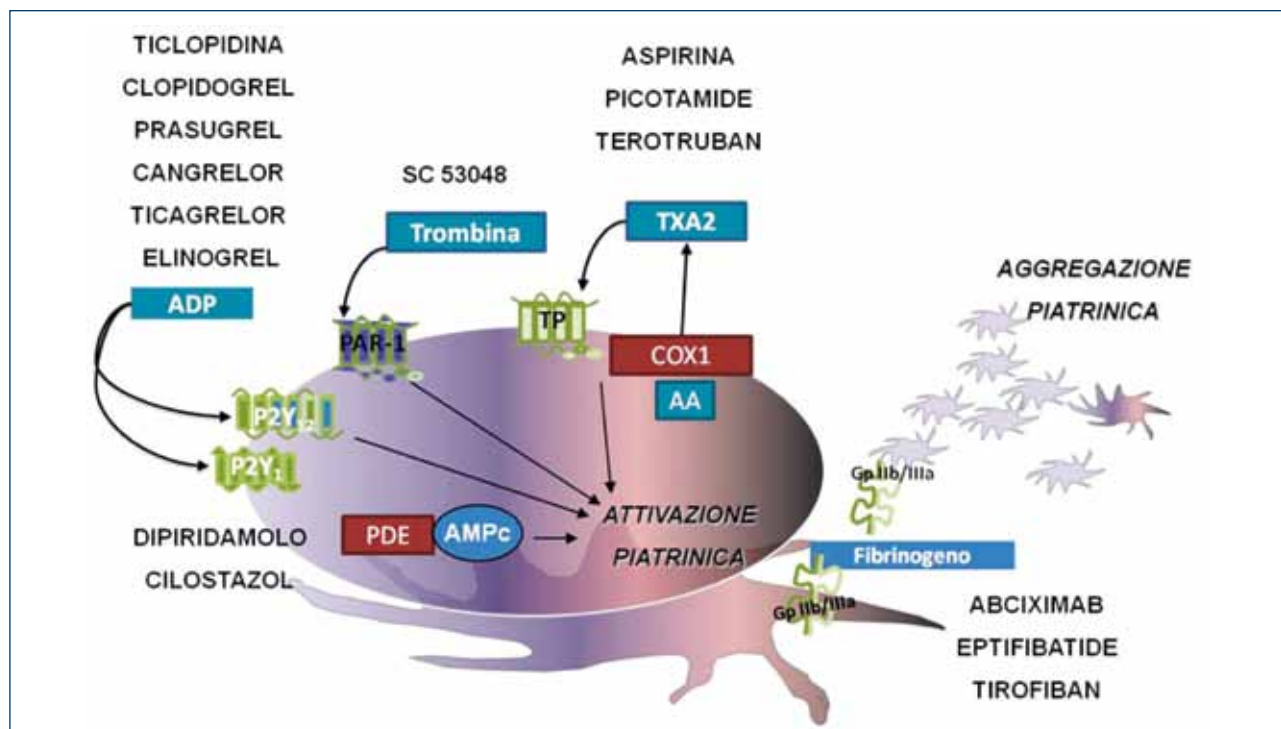 TICLOPIDINA
CLOPIDOGREL
PRASUGREL
CANGRELOR
TICAGRELOR
ELINOGREL
ADP
SC 53048
Trombina
ASPIRINA
PICOTAMIDE
TEROTRUBAN
TXA2
AGGREGAZIONE
PIATRINICA
PAR-1
TP
COX1
AA
P2Y₁₂
P2Y₁
DIPIRIDAMOLO
CILOSTAZOL
PDE
AMPc
ATTIVAZIONE
PIATRINICA
Gp IIb/IIIa
Fibrinogeno
Gp IIb/IIIa
ABCIXIMAB
EPTIFIBATIDE
TIROFIBAN